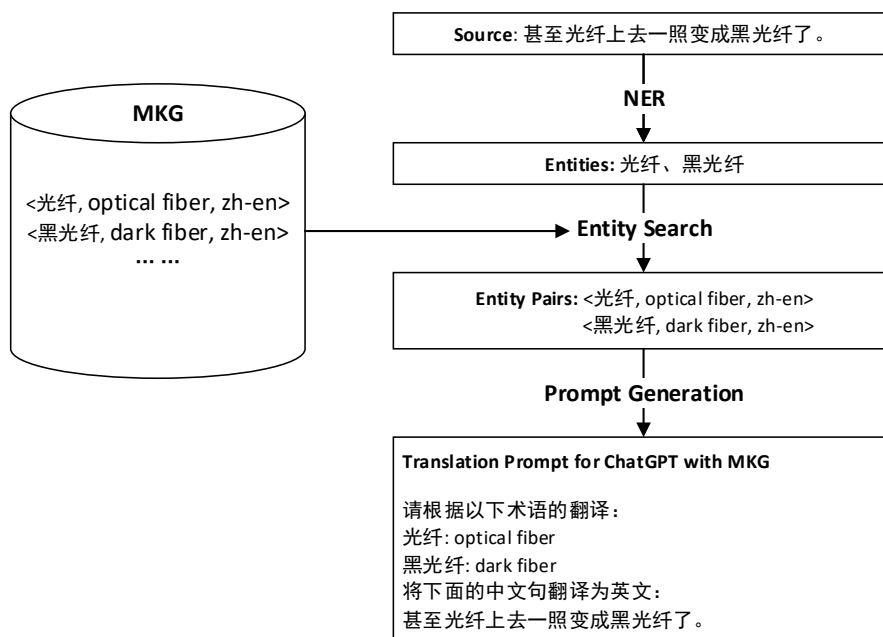 Source: 甚至光纤上去一照变成黑光纤了。
NER
MKG
<光纤, optical fiber, zh-en>
<黑光纤, dark fiber, zh-en>
... ...
Entities: 光纤、黑光纤
Entity Search
Entity Pairs: <光纤, optical fiber, zh-en>
<黑光纤, dark fiber, zh-en>
Prompt Generation
Translation Prompt for ChatGPT with MKG
请根据以下术语的翻译：
光纤: optical fiber
黑光纤: dark fiber
将下面的中文句翻译为英文：
甚至光纤上去一照变成黑光纤了。